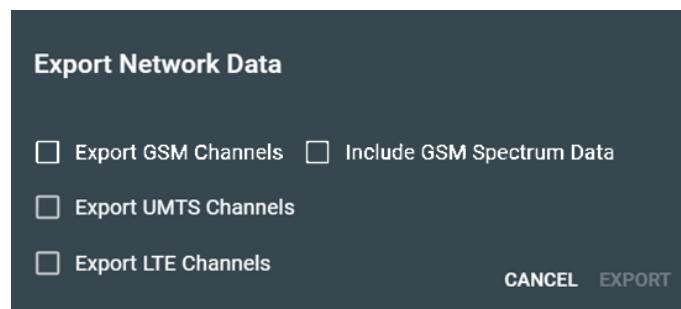 Export Network Data
Export GSM Channels Include GSM Spectrum Data
Export UMTS Channels
Export LTE Channels
CANCEL EXPORT